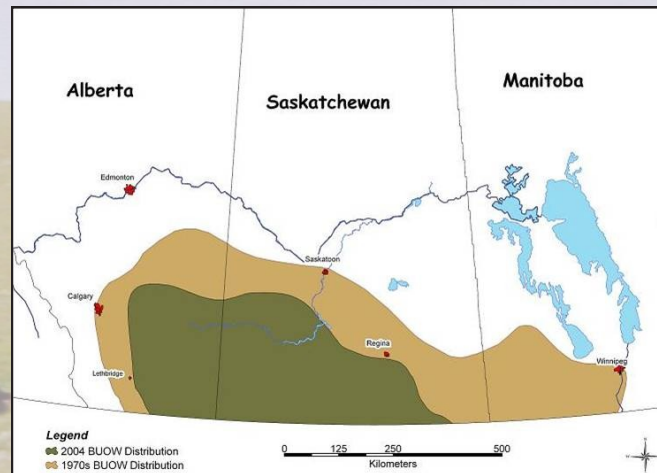 Alberta
Saskatchewan
Manitoba
Edmonton
Saskatoon
Calgary
Regina
Lethbridge
Winnipeg
Legend
2004 BUOW Distribution
1970s BUOW Distribution
0 125 250 500
Kilometers